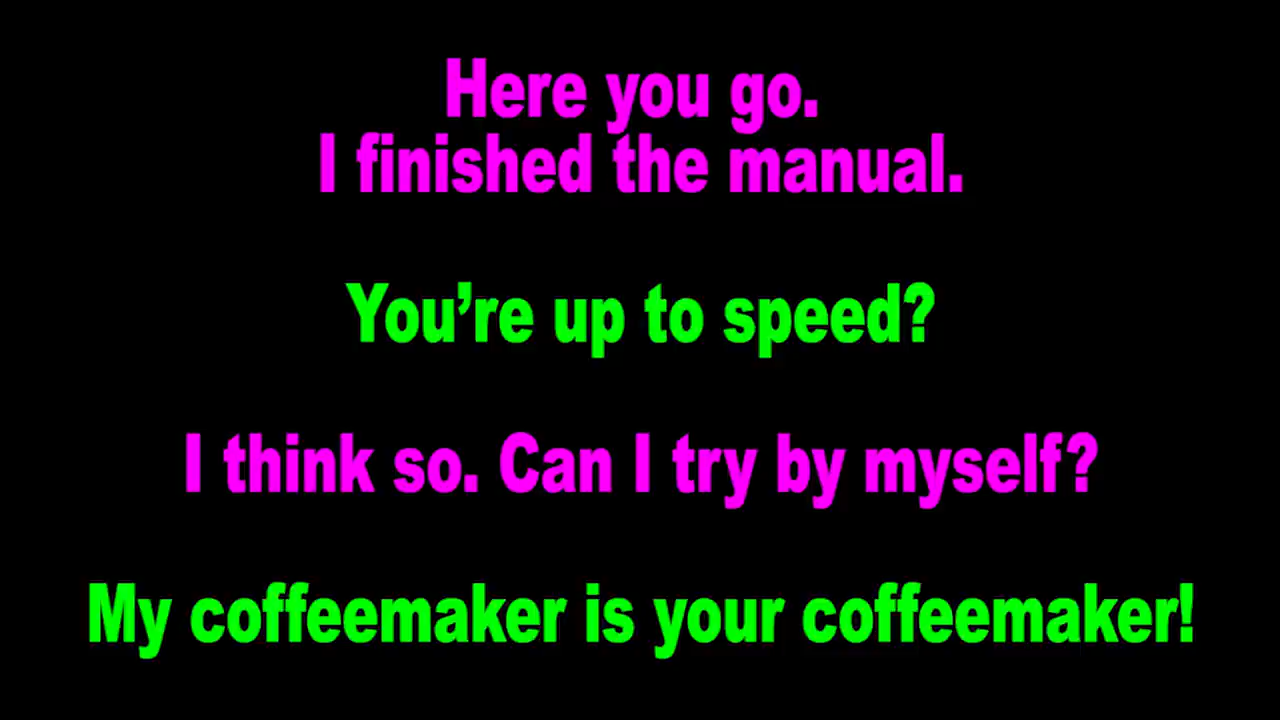 Here you go.
I finished the manual.
You’re up to speed?
I think so. Can I try by myself?
My coffeemaker is your coffeemaker!